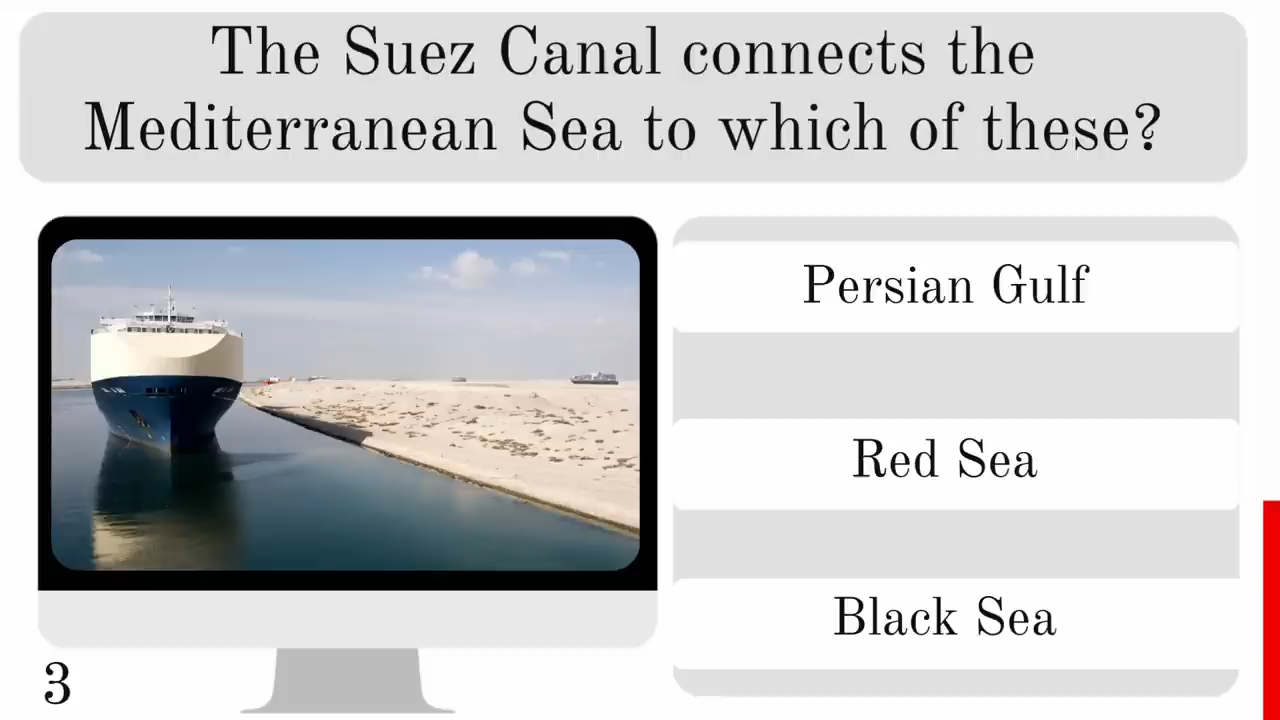 The Suez Canal connects the
Mediterranean Sea to which of these?
Persian Gulf
Red Sea
Black Sea
3